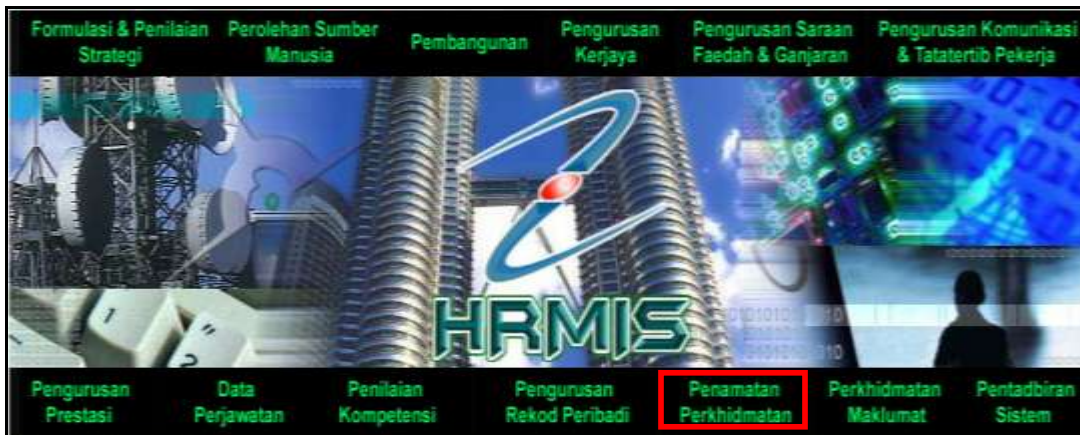 Formulasi & Penilaian Strategi
Perolehan Sumber Manusia
Pembangunan
Pengurusan Kerjaya
Pengurusan Saraan Faedah & Ganjaran
Pengurusan Komunikasi & Tatatertib Pekerja
HRMIS
Pengurusan Prestasi
Data Perjawatan
Penilaian Kompetensi
Pengurusan Rekod Peribadi
Penamatan Perkhidmatan
Perkhidmatan Maklumat
Pentadbiran Sistem